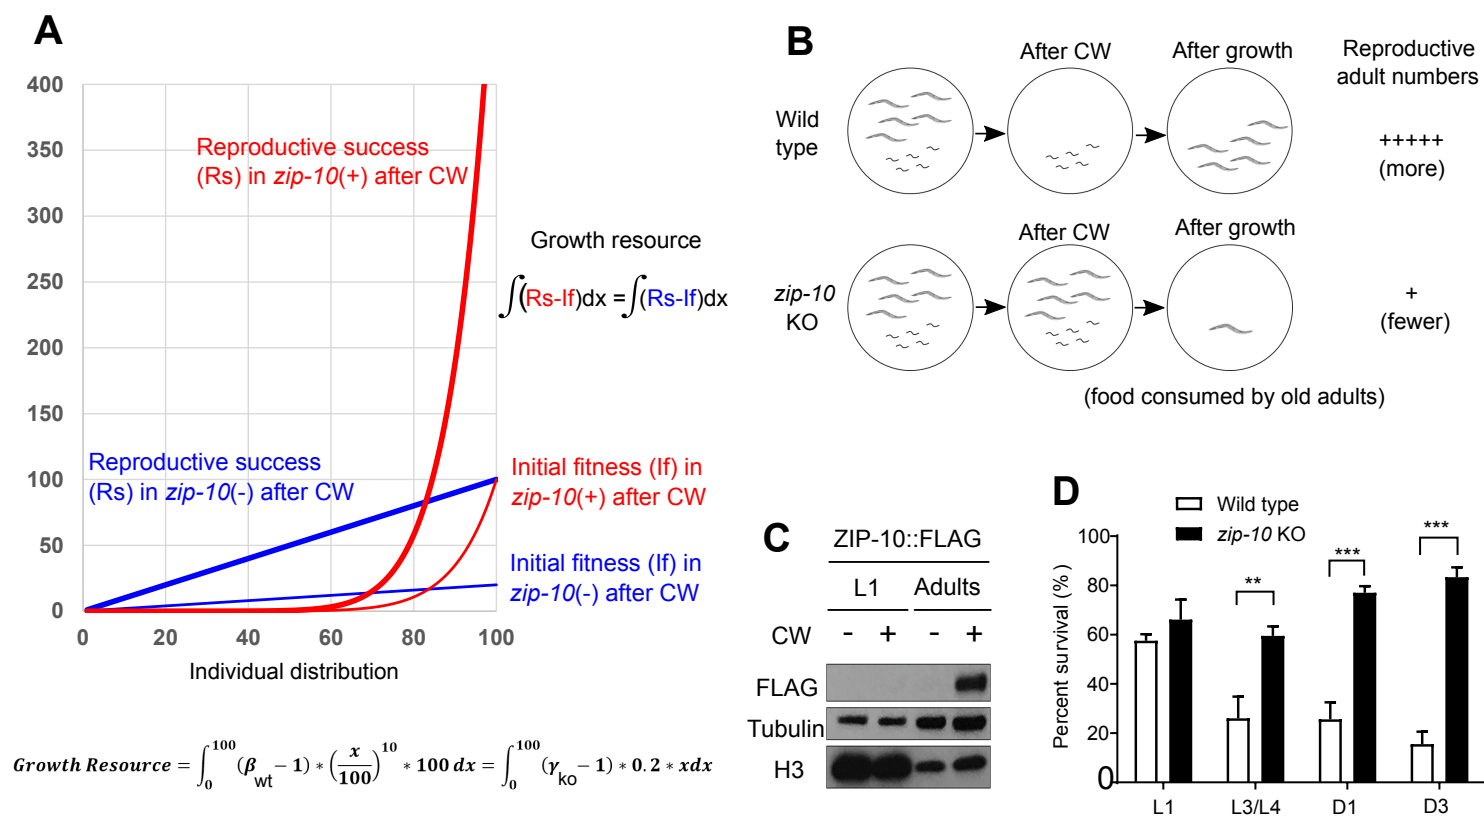 A
400
350
300
250
200
150
100
50
0
0
20
40
60
80
100
Individual distribution
Reproductive success
(Rs) in zip-10(+) after CW
Growth resource
∫(Rs-If)dx =∫(Rs-If)dx
Reproductive success
(Rs) in zip-10(-) after CW
Initial fitness (If) in
zip-10(+) after CW
Initial fitness (If) in
zip-10(-) after CW
Growth Resource = ∫₀¹⁰⁰ (β_wt − 1) * (x/100)¹⁰ * 100 dx = ∫₀¹⁰⁰ (γ_ko − 1) * 0.2 * xdx
B
After CW
After growth
Reproductive
adult numbers
Wild
type
+++++
(more)
After CW
After growth
zip-10
KO
+
(fewer)
(food consumed by old adults)
C
ZIP-10::FLAG
L1
Adults
CW - + - +
FLAG
Tubulin
H3
D
Wild type
zip-10 KO
Percent survival (%)
100
80
60
40
20
0
**
***
***
L1
L3/L4
D1
D3